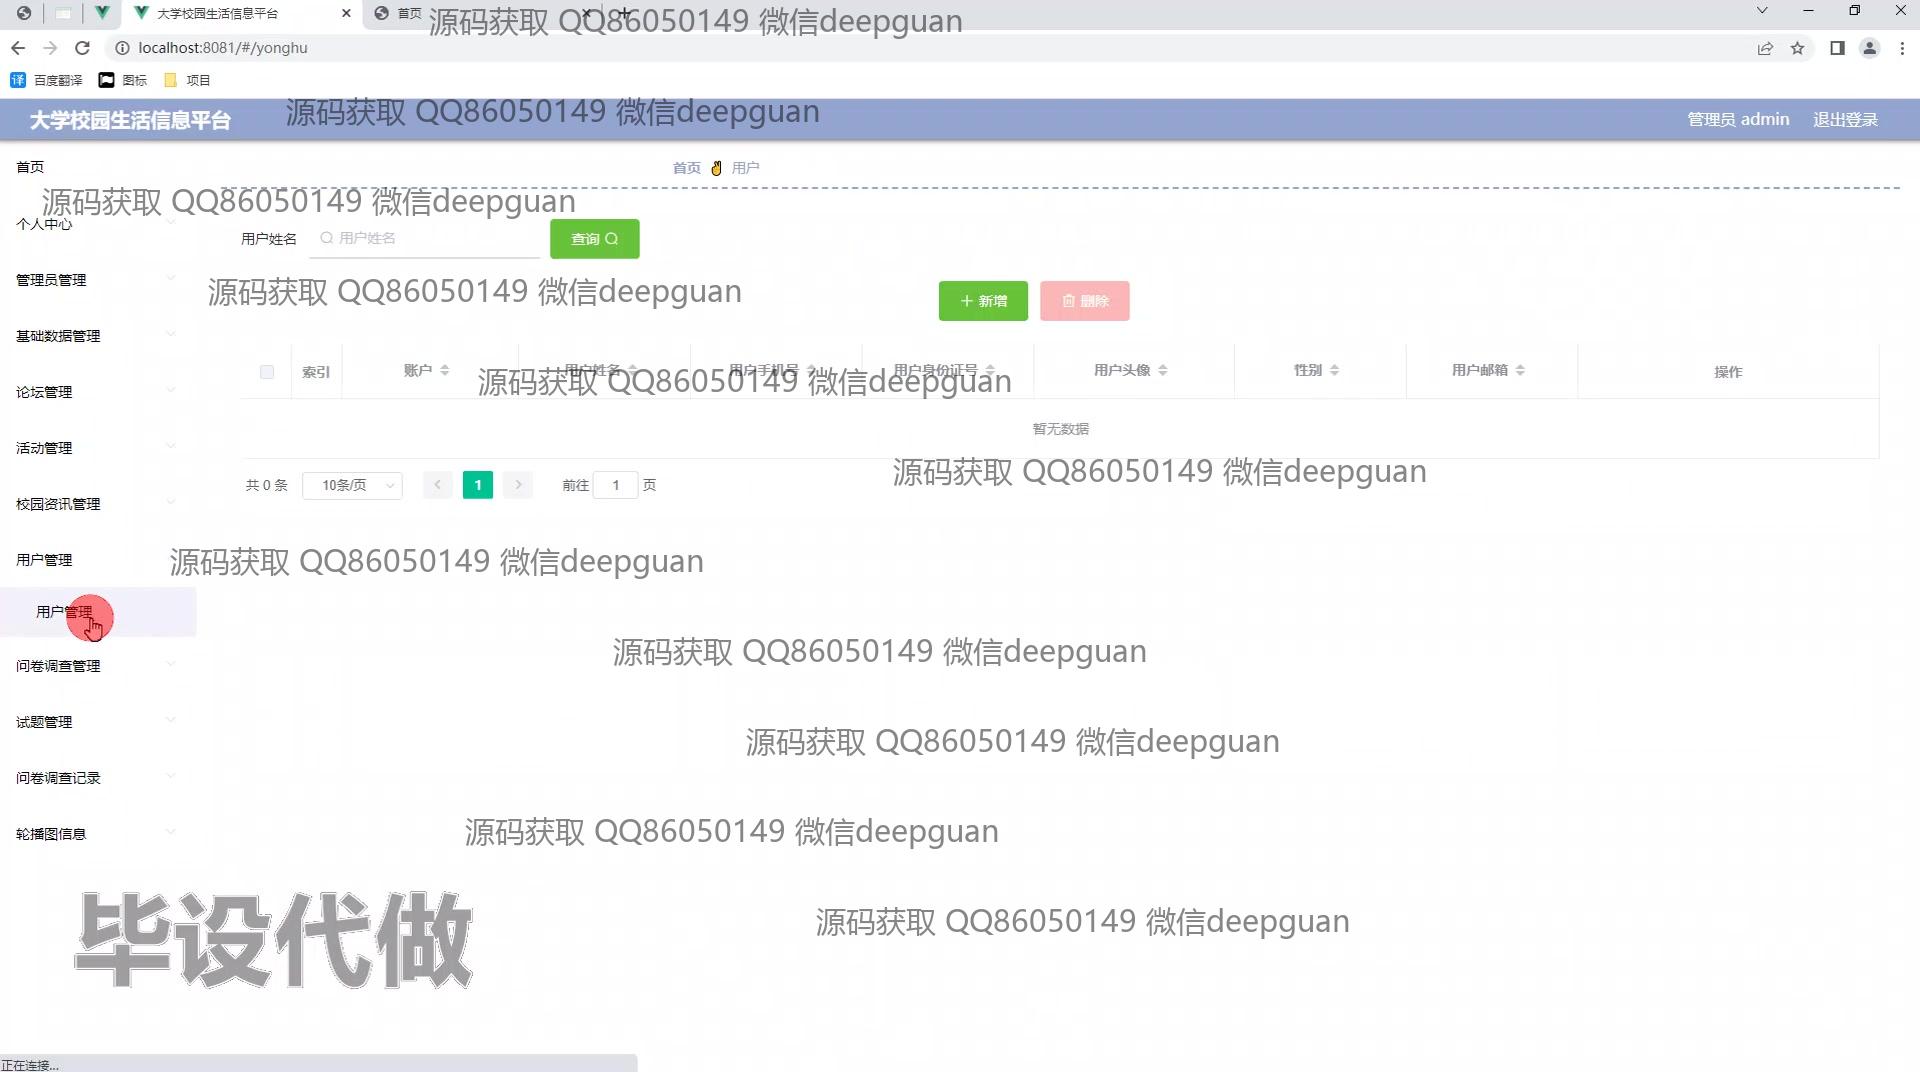 大学校园生活信息平台
首页
源码获取 QQ86050149 微信deepguan
localhost:8081/#/yonghu
译 百度翻译 图标 项目
大学校园生活信息平台
源码获取 QQ86050149 微信deepguan
管理员 admin 退出登录
首页
首页 用户
源码获取 QQ86050149 微信deepguan
个人中心
用户姓名 用户姓名 查询
管理员管理
源码获取 QQ86050149 微信deepguan
新增 删除
基础数据管理
索引 账户 用户姓名 用户手机号 用户身份证号 用户头像 性别 用户邮箱 操作
源码获取 QQ86050149 微信deepguan
论坛管理
暂无数据
活动管理
源码获取 QQ86050149 微信deepguan
共 0 条 10条/页 1 前往 1 页
校园资讯管理
用户管理
源码获取 QQ86050149 微信deepguan
用户管理
源码获取 QQ86050149 微信deepguan
问卷调查管理
试题管理
源码获取 QQ86050149 微信deepguan
问卷调查记录
轮播图信息
源码获取 QQ86050149 微信deepguan
源码获取 QQ86050149 微信deepguan
毕设代做
正在连接...